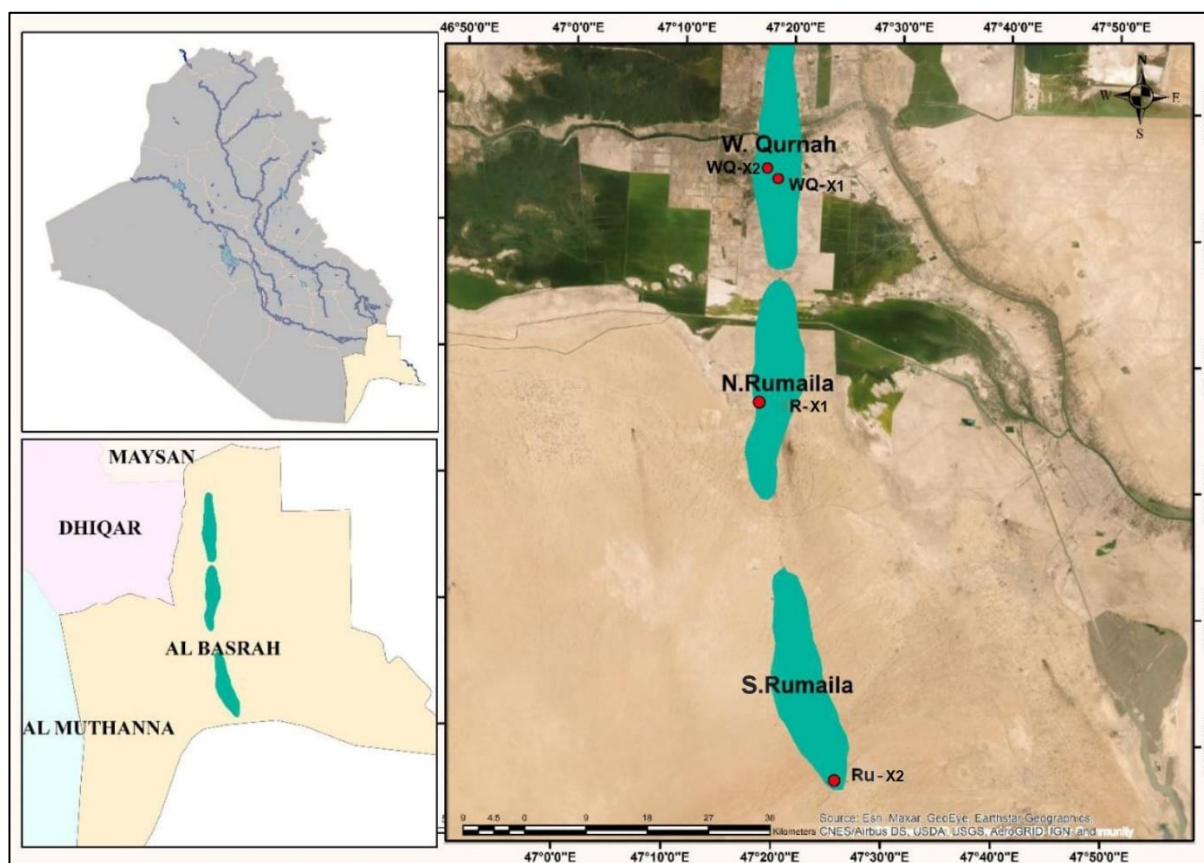 46°50'0"E 47°0'0"E 47°10'0"E 47°20'0"E 47°30'0"E 47°40'0"E 47°50'0"E
N
W E
S
W. Qurnah
WQ-X2
WQ-X1
N.Rumaila
R-X1
S.Rumaila
Ru-X2
MAYSAN
DHIQAR
AL BASRAH
AL MUTHANNA
9 4.5 0 9 18 27 36
Kilometers
Source: Esri, Maxar, GeoEye, Earthstar Geographics,
CNES/Airbus DS, USDA, USGS, AeroGRID, IGN, and
47°0'0"E 47°10'0"E 47°20'0"E 47°30'0"E 47°40'0"E 47°50'0"E